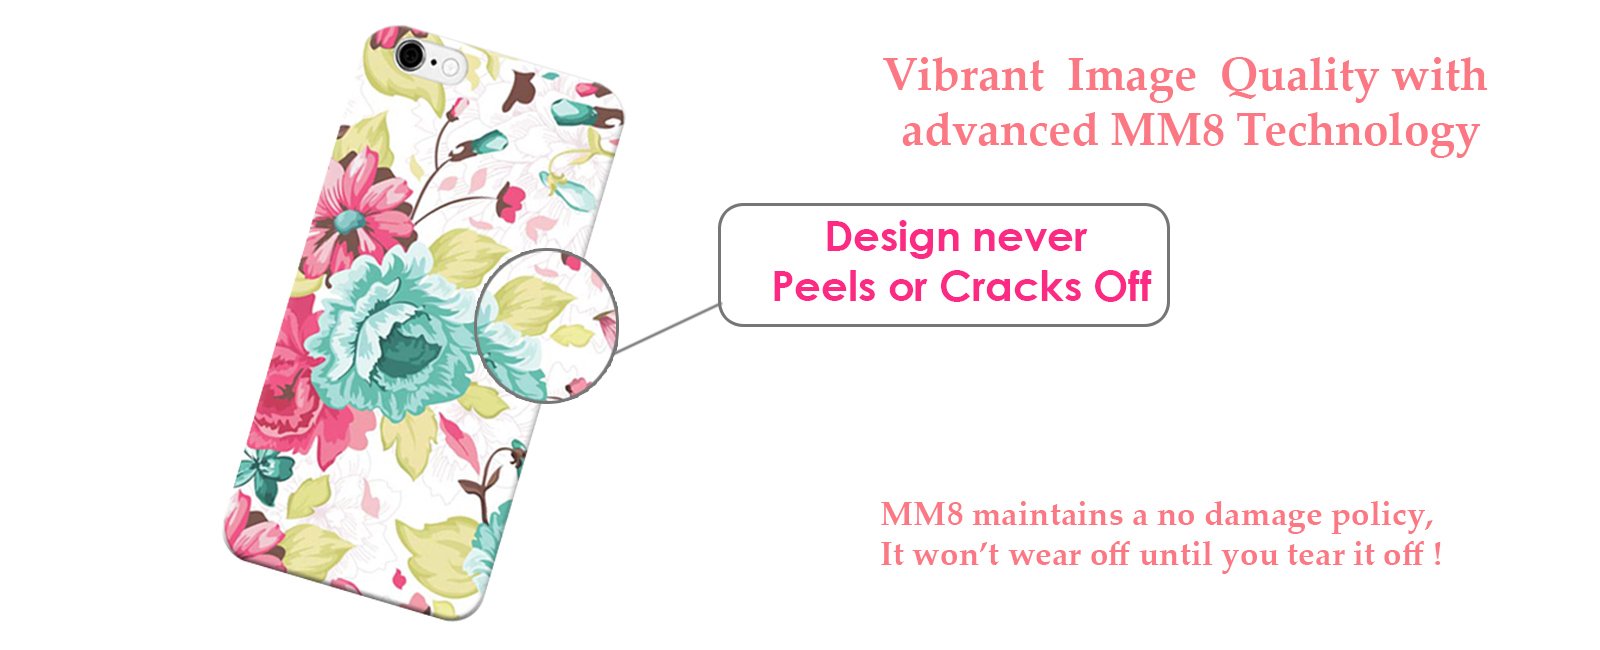 Vibrant Image Quality with
advanced MM8 Technology
Design never
Peels or Cracks Off
MM8 maintains a no damage policy,
It won't wear off until you tear it off !